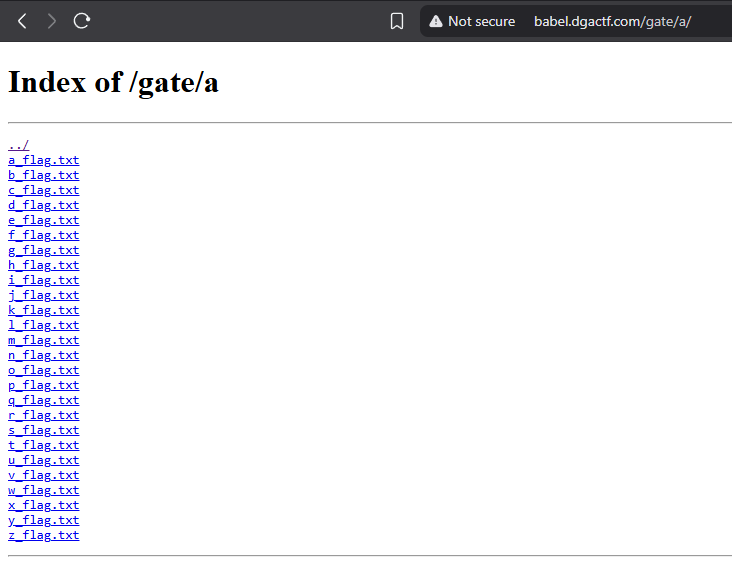 Not secure babel.dgactf.com/gate/a/
Index of /gate/a
../
a_flag.txt
b_flag.txt
c_flag.txt
d_flag.txt
e_flag.txt
f_flag.txt
g_flag.txt
h_flag.txt
i_flag.txt
j_flag.txt
k_flag.txt
l_flag.txt
m_flag.txt
n_flag.txt
o_flag.txt
p_flag.txt
q_flag.txt
r_flag.txt
s_flag.txt
t_flag.txt
u_flag.txt
v_flag.txt
w_flag.txt
x_flag.txt
y_flag.txt
z_flag.txt